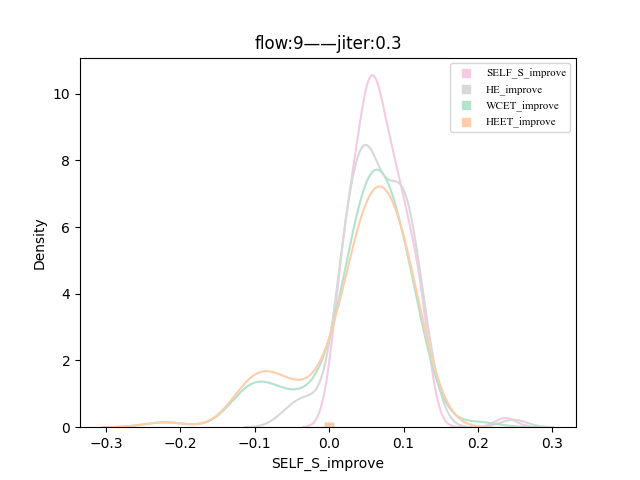 flow:9——jiter:0.3
SELF_S_improve
HE_improve
WCET_improve
HEET_improve
Density
10
8
6
4
2
0
−0.3 −0.2 −0.1 0.0 0.1 0.2 0.3
SELF_S_improve